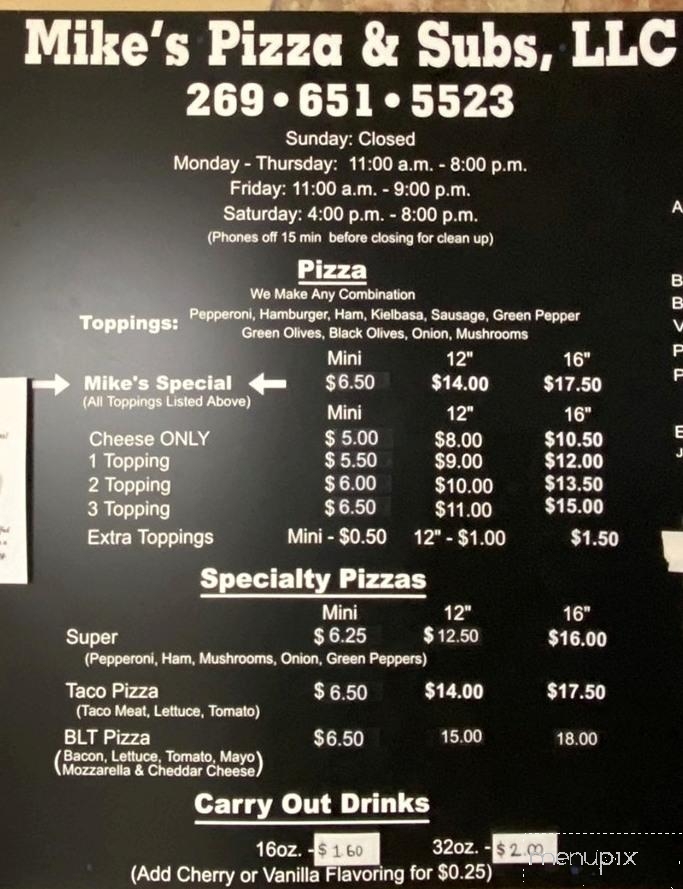 Mike's Pizza & Subs, LLC
269 • 651 • 5523
Sunday: Closed
Monday - Thursday: 11:00 a.m. - 8:00 p.m.
Friday: 11:00 a.m. - 9:00 p.m.
Saturday: 4:00 p.m. - 8:00 p.m.
(Phones off 15 min before closing for clean up)
Pizza
We Make Any Combination
Toppings: Pepperoni, Hamburger, Ham, Kielbasa, Sausage, Green Pepper
Green Olives, Black Olives, Onion, Mushrooms
Mini 12" 16"
Mike's Special $6.50 $14.00 $17.50
(All Toppings Listed Above)
Mini 12" 16"
Cheese ONLY $ 5.00 $8.00 $10.50
1 Topping $ 5.50 $9.00 $12.00
2 Topping $ 6.00 $10.00 $13.50
3 Topping $ 6.50 $11.00 $15.00
Extra Toppings Mini - $0.50 12" - $1.00 $1.50
Specialty Pizzas
Mini 12" 16"
Super $ 6.25 $ 12.50 $16.00
(Pepperoni, Ham, Mushrooms, Onion, Green Peppers)
Taco Pizza $ 6.50 $14.00 $17.50
(Taco Meat, Lettuce, Tomato)
BLT Pizza $6.50 15.00 18.00
(Bacon, Lettuce, Tomato, Mayo
Mozzarella & Cheddar Cheese)
Carry Out Drinks
16oz. - $ 1.60 32oz. - $ 2.00
(Add Cherry or Vanilla Flavoring for $0.25)
menupix